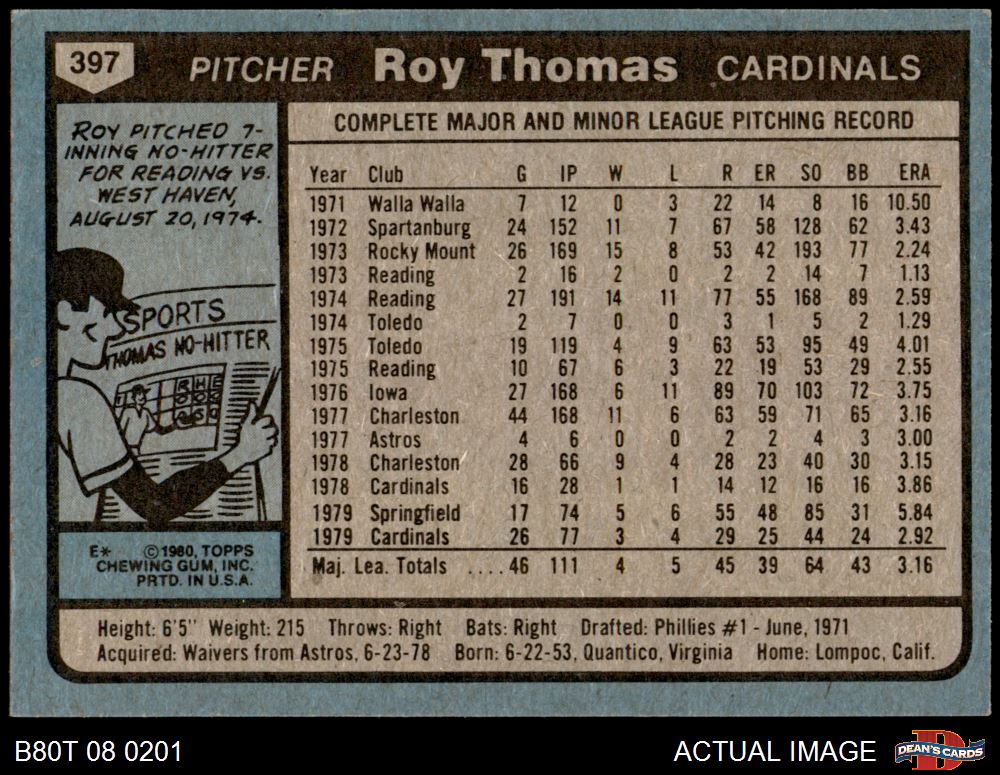 397 PITCHER Roy Thomas CARDINALS
ROY PITCHED 7-
INNING NO-HITTER
FOR READING VS.
WEST HAVEN,
AUGUST 20, 1974.
SPORTS
THOMAS NO-HITTER
R H E
E* © 1980, TOPPS
CHEWING GUM, INC.
PRTD. IN U.S.A.
COMPLETE MAJOR AND MINOR LEAGUE PITCHING RECORD
Year Club G IP W L R ER SO BB ERA
1971 Walla Walla 7 12 0 3 22 14 8 16 10.50
1972 Spartanburg 24 152 11 7 67 58 128 62 3.43
1973 Rocky Mount 26 169 15 8 53 42 193 77 2.24
1973 Reading 2 16 2 0 2 2 14 7 1.13
1974 Reading 27 191 14 11 77 55 168 89 2.59
1974 Toledo 2 7 0 0 3 1 5 2 1.29
1975 Toledo 19 119 4 9 63 53 95 49 4.01
1975 Reading 10 67 6 3 22 19 53 29 2.55
1976 Iowa 27 168 6 11 89 70 103 72 3.75
1977 Charleston 44 168 11 6 63 59 71 65 3.16
1977 Astros 4 6 0 0 2 2 4 3 3.00
1978 Charleston 28 66 9 4 28 23 40 30 3.15
1978 Cardinals 16 28 1 1 14 12 16 16 3.86
1979 Springfield 17 74 5 6 55 48 85 31 5.84
1979 Cardinals 26 77 3 4 29 25 44 24 2.92
Maj. Lea. Totals ....46 111 4 5 45 39 64 43 3.16
Height: 6'5" Weight: 215 Throws: Right Bats: Right Drafted: Phillies #1 - June, 1971
Acquired: Waivers from Astros, 6-23-78 Born: 6-22-53, Quantico, Virginia Home: Lompoc, Calif.
B80T 08 0201 ACTUAL IMAGE DEAN'S CARDS